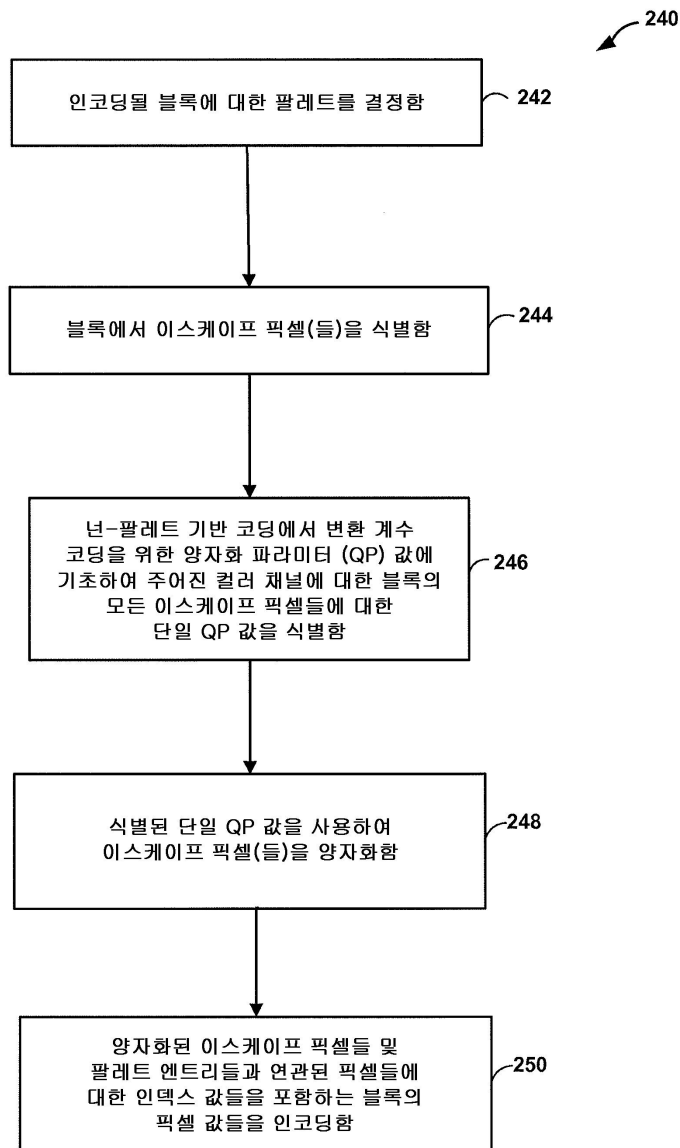 240
인코딩될 블록에 대한 팔레트를 결정함
242
블록에서 이스케이프 픽셀(들)을 식별함
244
넌-팔레트 기반 코딩에서 변환 계수
코딩을 위한 양자화 파라미터 (QP) 값에
기초하여 주어진 컬러 채널에 대한 블록의
모든 이스케이프 픽셀들에 대한
단일 QP 값을 식별함
246
식별된 단일 QP 값을 사용하여
이스케이프 픽셀(들)을 양자화함
248
양자화된 이스케이프 픽셀들 및
팔레트 엔트리들과 연관된 픽셀들에
대한 인덱스 값들을 포함하는 블록의
픽셀 값들을 인코딩함
250